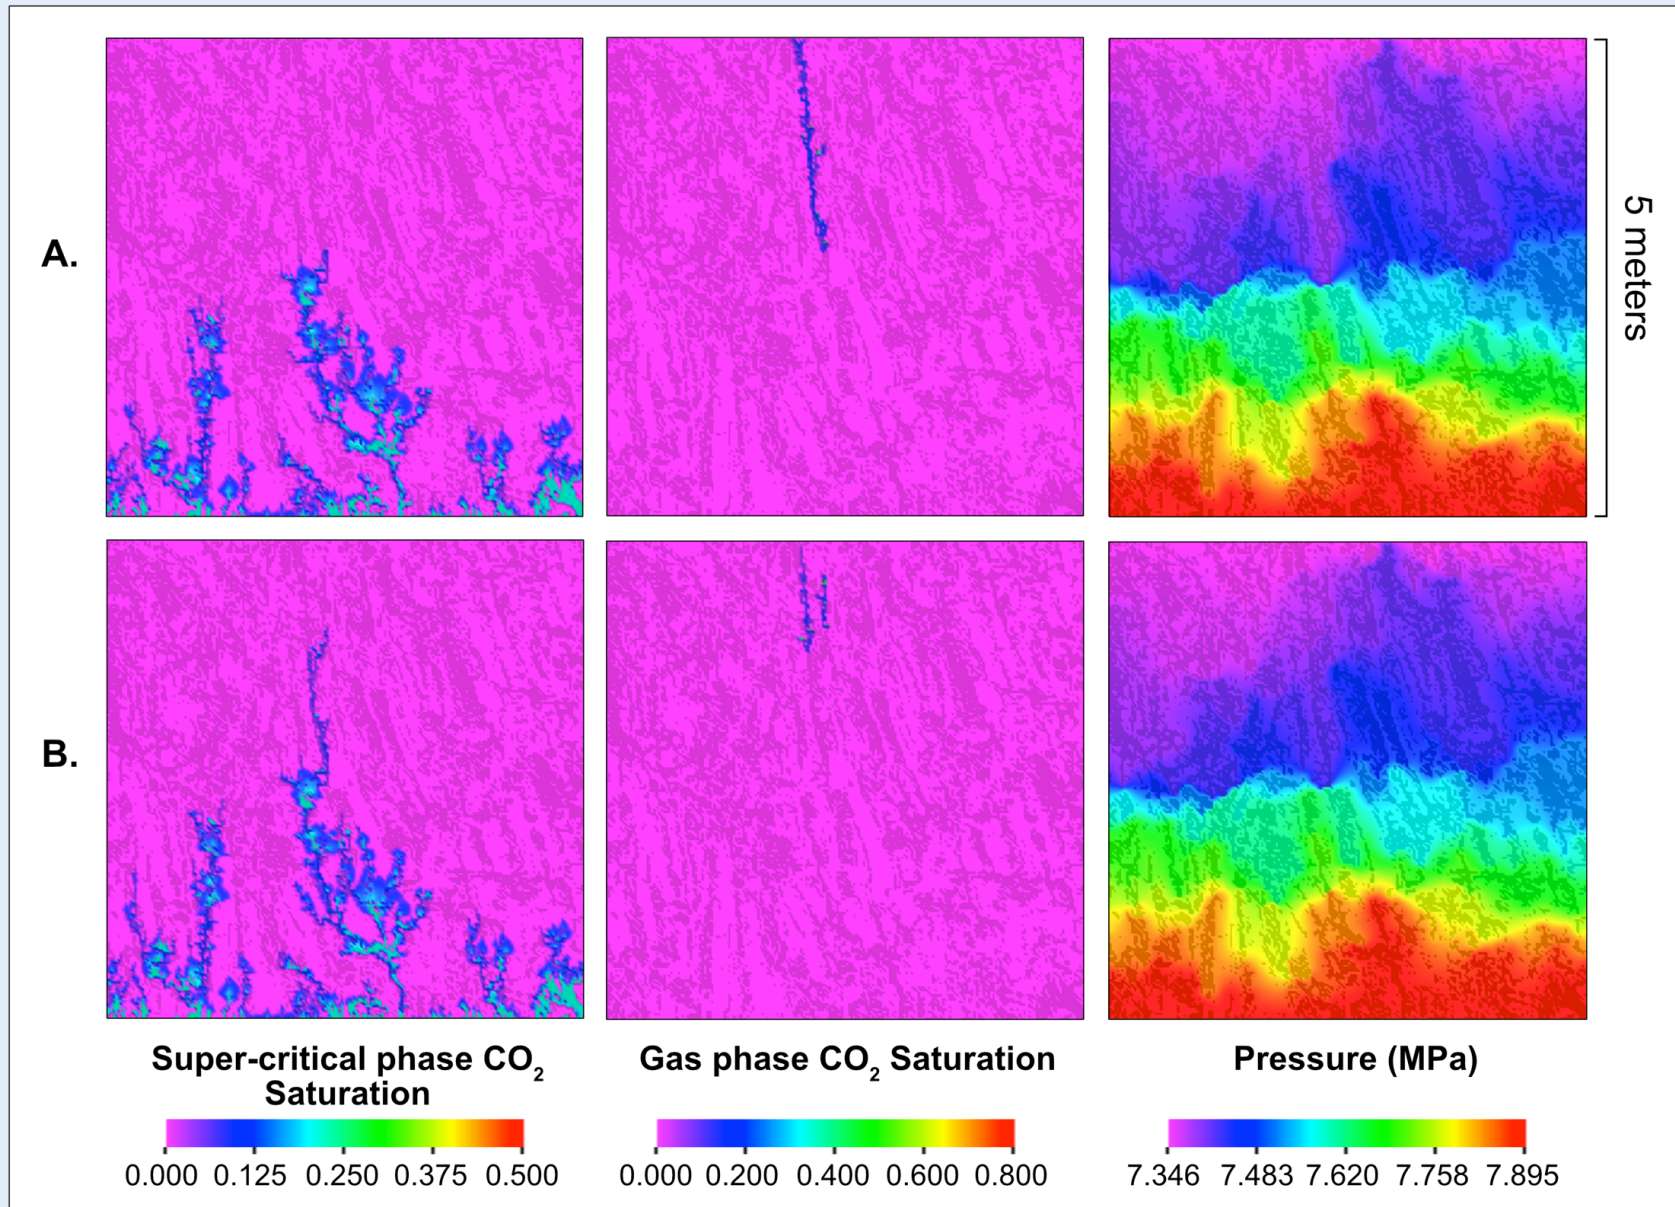 A.
5 meters
B.
Super-critical phase CO₂
Saturation
Gas phase CO₂ Saturation
Pressure (MPa)
0.000 0.125 0.250 0.375 0.500
0.000 0.200 0.400 0.600 0.800
7.346 7.483 7.620 7.758 7.895